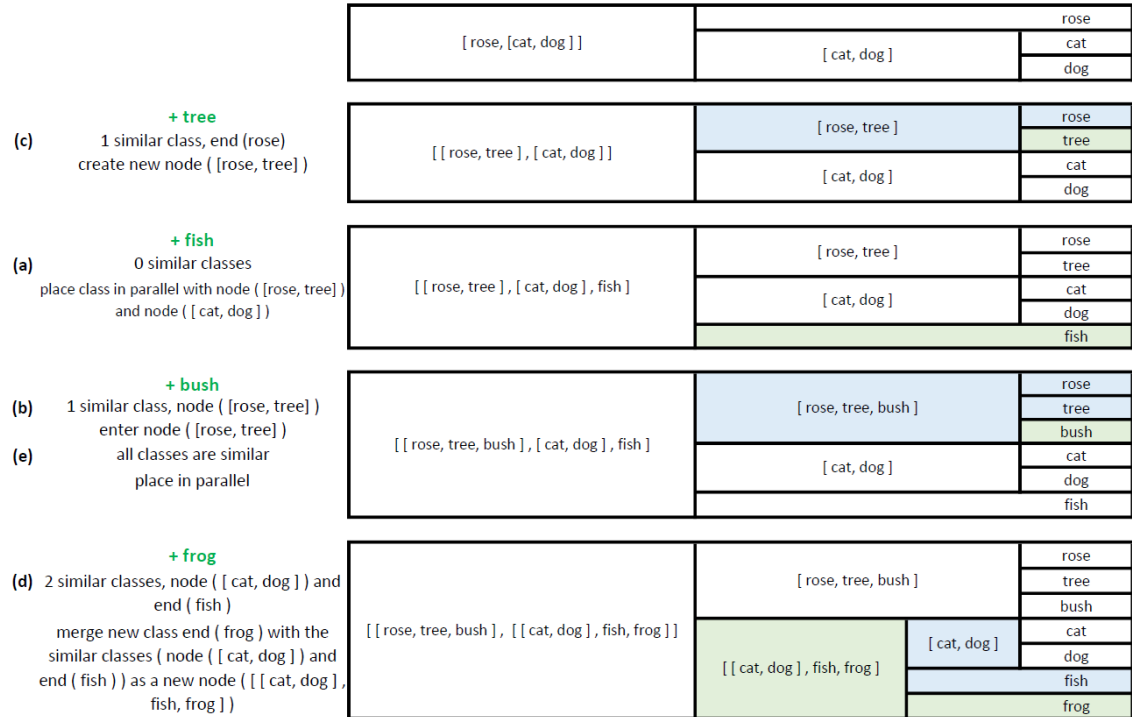 [ rose, [cat, dog ] ]
rose
[ cat, dog ]
cat
dog
+ tree
(c) 1 similar class, end (rose)
create new node ( [rose, tree] )
[ [ rose, tree ] , [ cat, dog ] ]
[ rose, tree ]
rose
tree
[ cat, dog ]
cat
dog
+ fish
(a) 0 similar classes
place class in parallel with node ( [rose, tree] )
and node ( [ cat, dog ] )
[ [ rose, tree ] , [ cat, dog ] , fish ]
[ rose, tree ]
rose
tree
[ cat, dog ]
cat
dog
fish
+ bush
(b) 1 similar class, node ( [rose, tree] )
enter node ( [rose, tree] )
(e) all classes are similar
place in parallel
[ [ rose, tree, bush ] , [ cat, dog ] , fish ]
[ rose, tree, bush ]
rose
tree
bush
[ cat, dog ]
cat
dog
fish
+ frog
(d) 2 similar classes, node ( [ cat, dog ] ) and
end ( fish )
merge new class end ( frog ) with the
similar classes ( node ( [ cat, dog ] ) and
end ( fish ) ) as a new node ( [ [ cat, dog ] ,
fish, frog ] )
[ [ rose, tree, bush ] , [ [ cat, dog ] , fish, frog ] ]
[ rose, tree, bush ]
rose
tree
bush
[ [ cat, dog ] , fish, frog ]
[ cat, dog ]
cat
dog
fish
frog